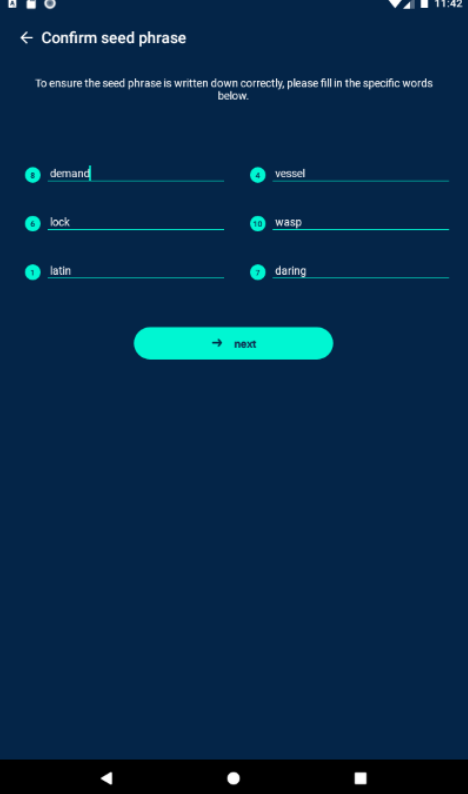 11:42
Confirm seed phrase
To ensure the seed phrase is written down correctly, please fill in the specific words
below.
8 demand 4 vessel
6 lock 10 wasp
1 latin 7 daring
next